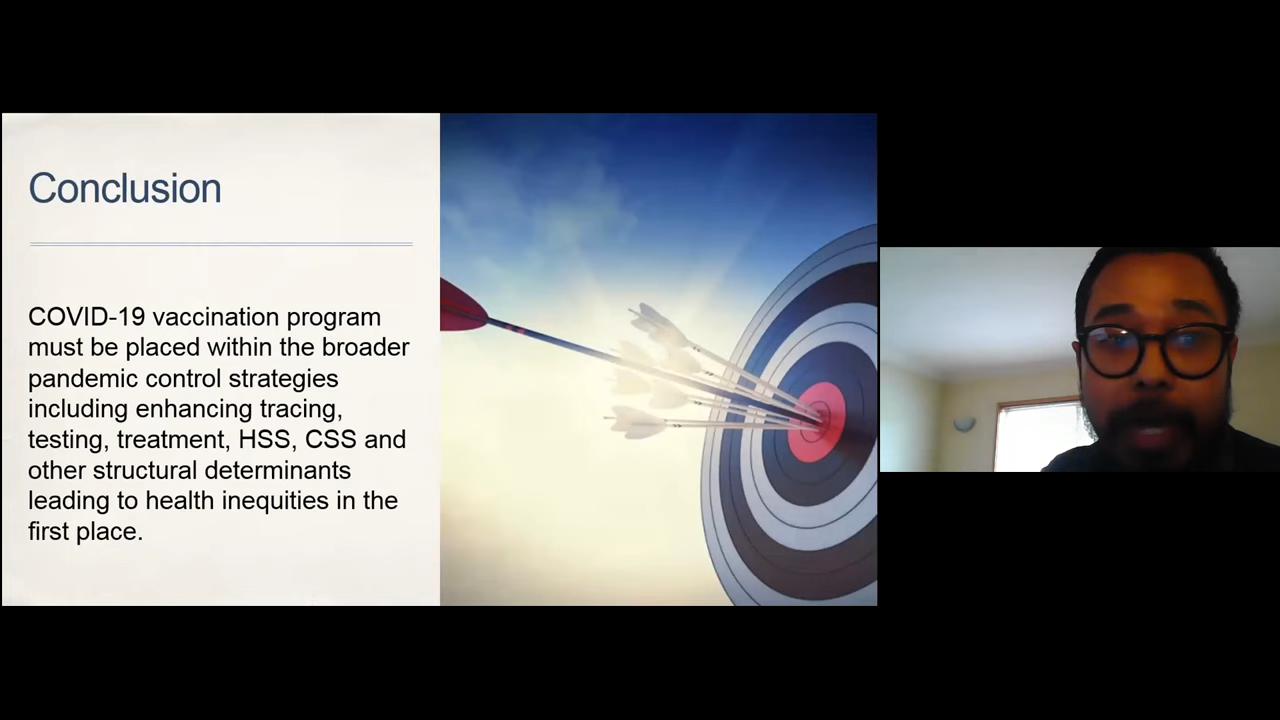 Conclusion
COVID-19 vaccination program
must be placed within the broader
pandemic control strategies
including enhancing tracing,
testing, treatment, HSS, CSS and
other structural determinants
leading to health inequities in the
first place.